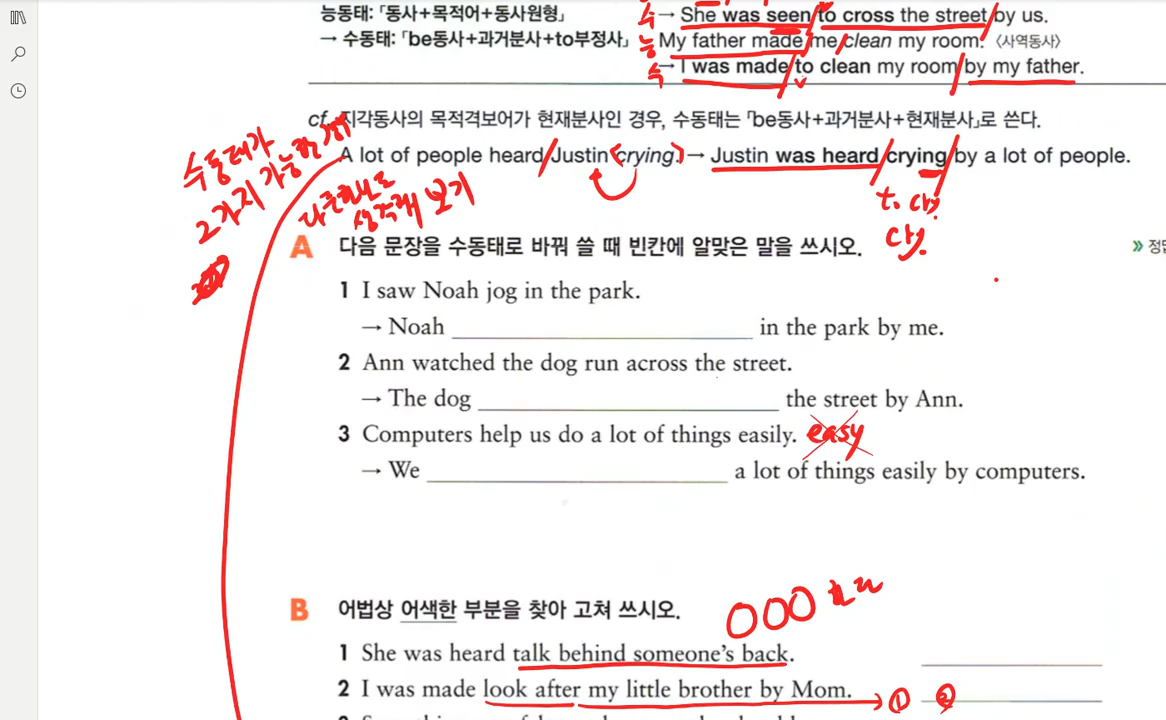 능동태: 「동사+목적어+동사원형」
→ 수동태: 「be동사+과거분사+to부정사」
수 → She was seen to cross the street by us.
능 My father made me clean my room. 〈사역동사〉
수 → I was made to clean my room by my father.
cf. 지각동사의 목적격보어가 현재분사인 경우, 수동태는 「be동사+과거분사+현재분사」로 쓴다.
A lot of people heard Justin crying. → Justin was heard crying by a lot of people.
수동태가
2가지 가능한
생각해 보기
A 다음 문장을 수동태로 바꿔 쓸 때 빈칸에 알맞은 말을 쓰시오.
» 정답
1 I saw Noah jog in the park.
→ Noah ____ in the park by me.
2 Ann watched the dog run across the street.
→ The dog ____ the street by Ann.
3 Computers help us do a lot of things easily. easy
→ We ____ a lot of things easily by computers.
B 어법상 어색한 부분을 찾아 고쳐 쓰시오.
1 She was heard talk behind someone's back.
2 I was made look after my little brother by Mom. → ① ②